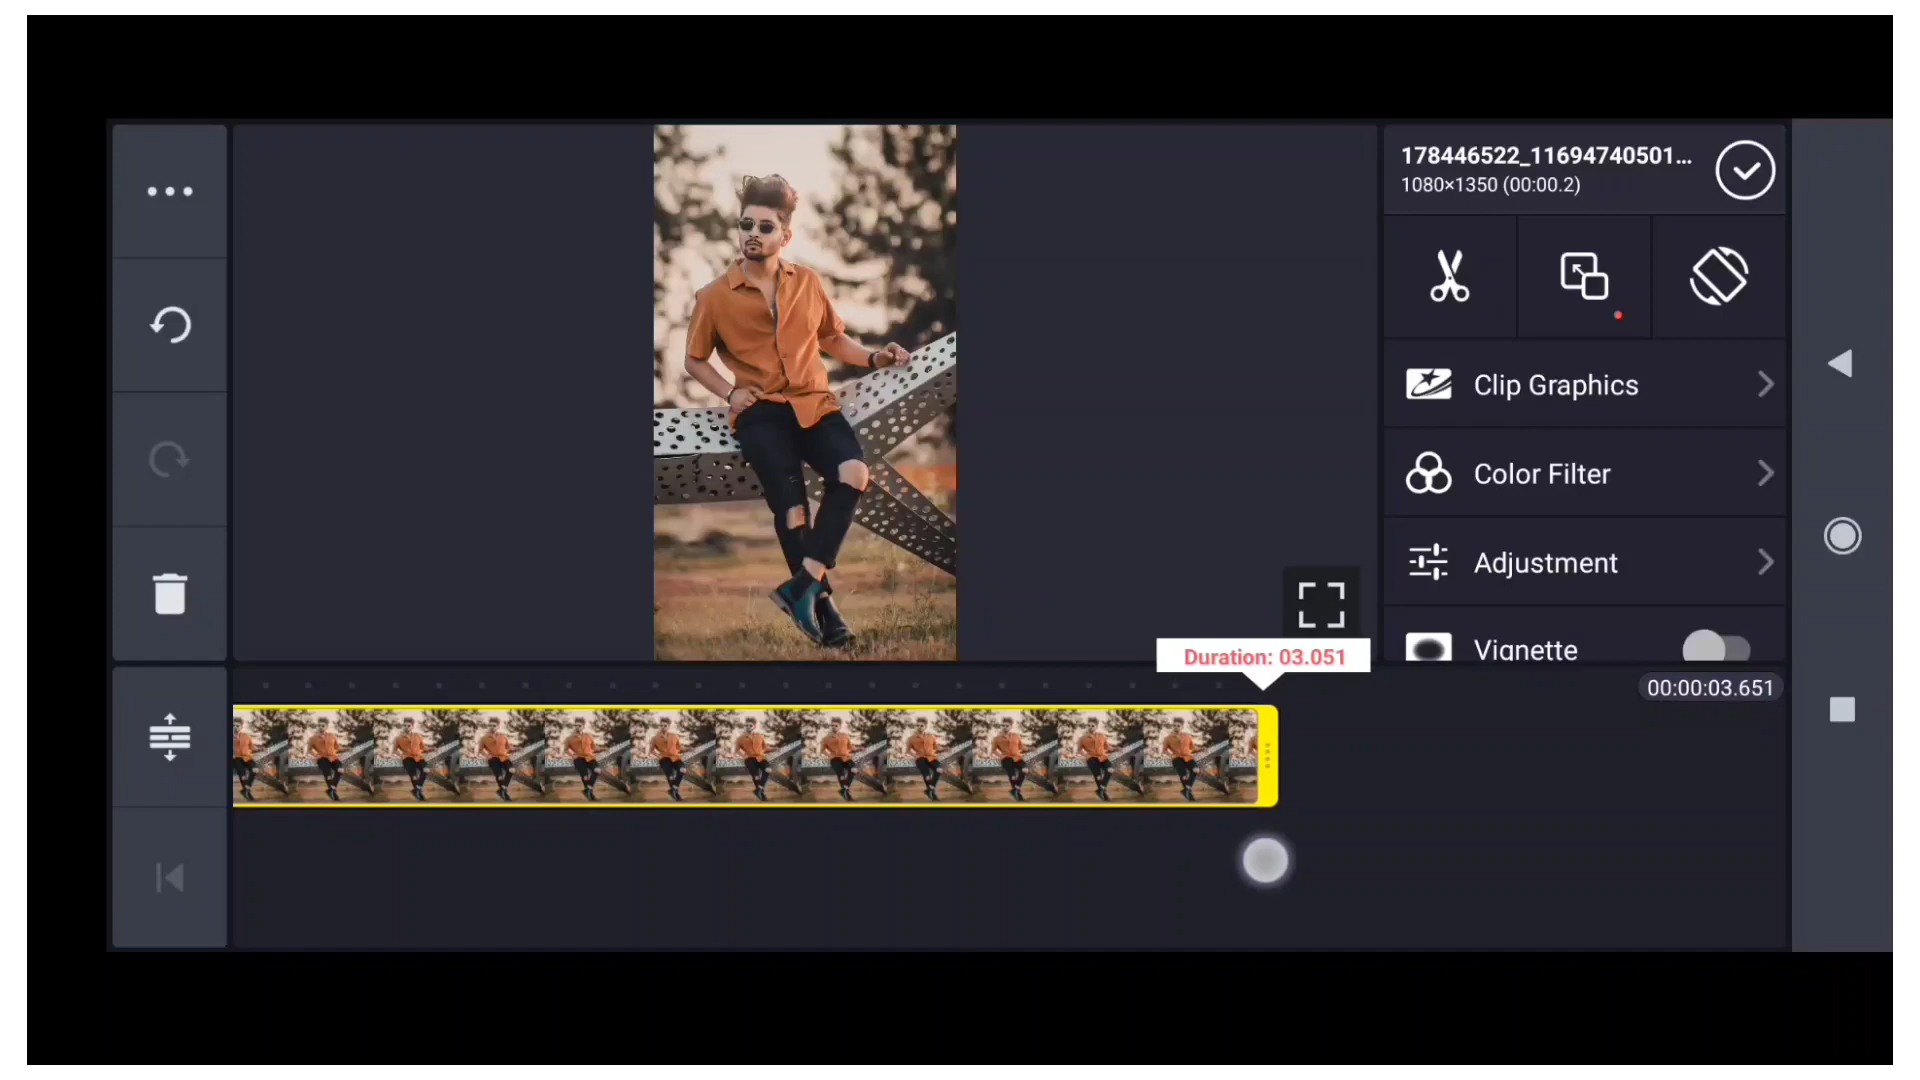 178446522_11694740501...
1080×1350 (00:00.2)
Clip Graphics
Color Filter
Adjustment
Vignette
Duration: 03.051
00:00:03.651